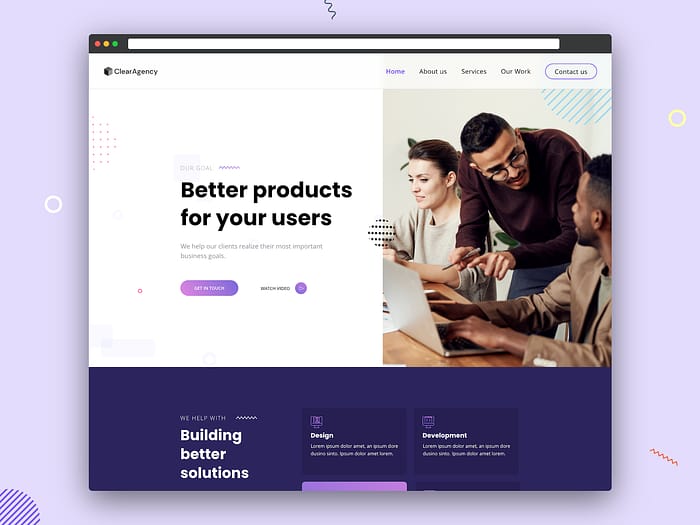 ClearAgency
Home About us Services Our Work Contact us
OUR GOAL
Better products
for your users
We help our clients realize their most important
business goals.
GET IN TOUCH WATCH VIDEO
WE HELP WITH
Building
better
solutions
Design
Lorem ipsum dolor amet, an ipsum dore
dusino sinto. Ipsum dolor amet lorem.
Development
Lorem ipsum dolor amet, an ipsum dore
dusino sinto. Ipsum dolor amet lorem.